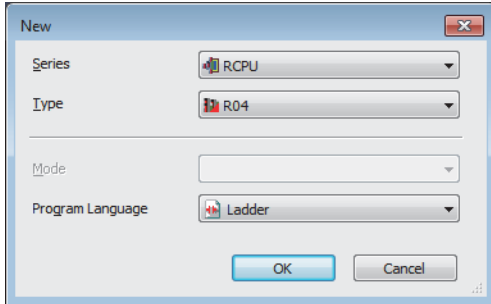 New
Series RCPU
Type R04
Mode
Program Language Ladder
OK Cancel